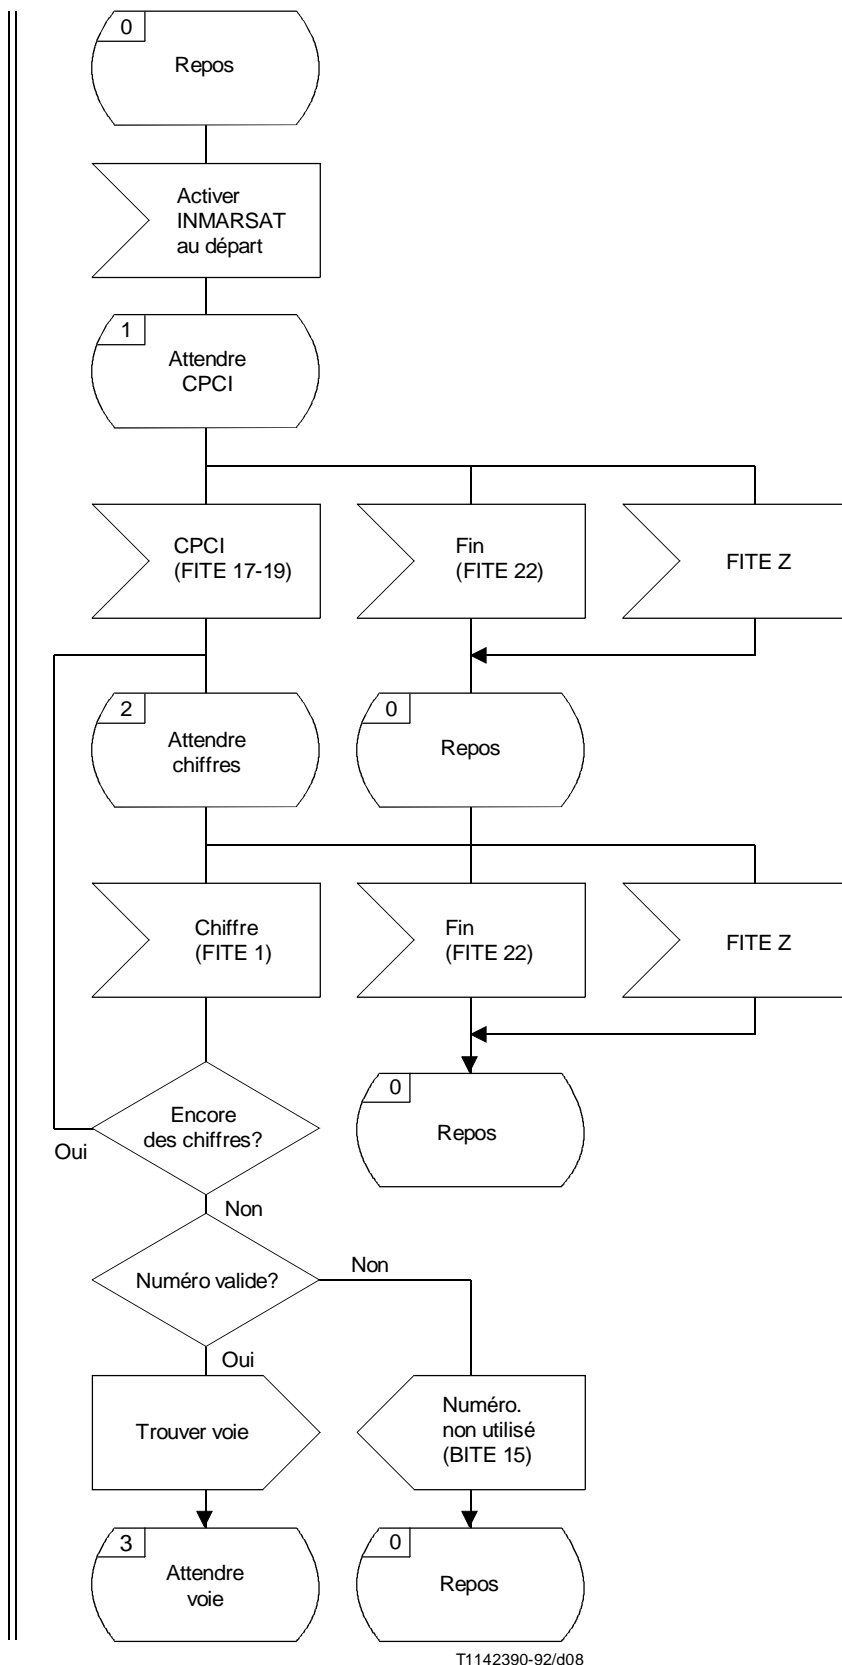 0
Repos
Activer
INMARSAT
au départ
1
Attendre
CPCI
CPCI
(FITE 17-19)
Fin
(FITE 22)
FITE Z
2
Attendre
chiffres
0
Repos
Chiffre
(FITE 1)
Fin
(FITE 22)
FITE Z
Encore
des chiffres?
Oui
0
Repos
Non
Numéro valide?
Non
Oui
Trouver voie
Numéro.
non utilisé
(BITE 15)
3
Attendre
voie
0
Repos
T1142390-92/d08